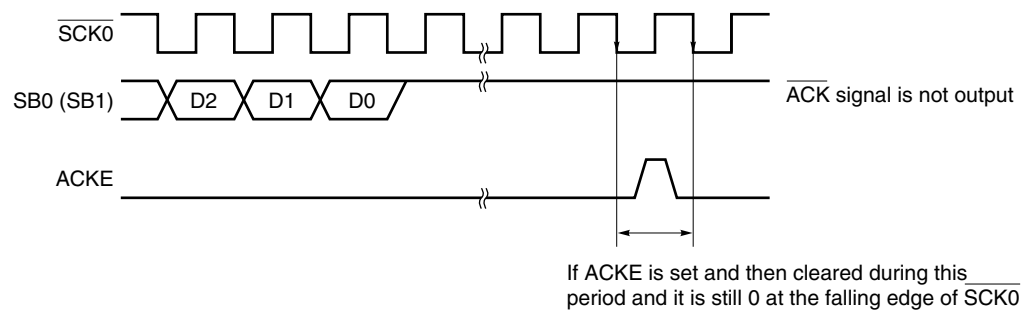 SCK0
SB0 (SB1)
D2
D1
D0
ACK signal is not output
ACKE
If ACKE is set and then cleared during this
period and it is still 0 at the falling edge of SCK0